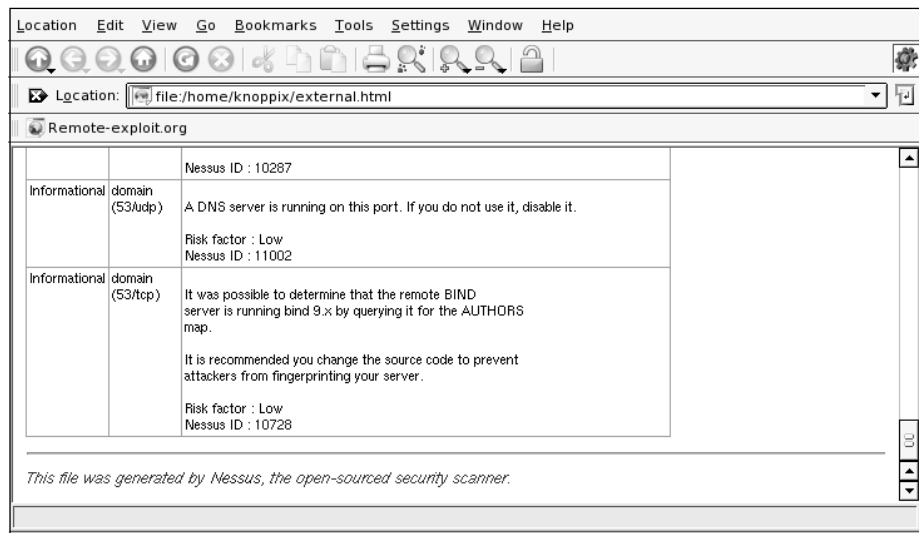 Location Edit View Go Bookmarks Tools Settings Window Help
Location: file:/home/knoppix/external.html
Remote-exploit.org
Nessus ID : 10287
Informational domain
(53/udp)
A DNS server is running on this port. If you do not use it, disable it.
Risk factor : Low
Nessus ID : 11002
Informational domain
(53/tcp)
It was possible to determine that the remote BIND
server is running bind 9.x by querying it for the AUTHORS
map.
It is recommended you change the source code to prevent
attackers from fingerprinting your server.
Risk factor : Low
Nessus ID : 10728
This file was generated by Nessus, the open-sourced security scanner.